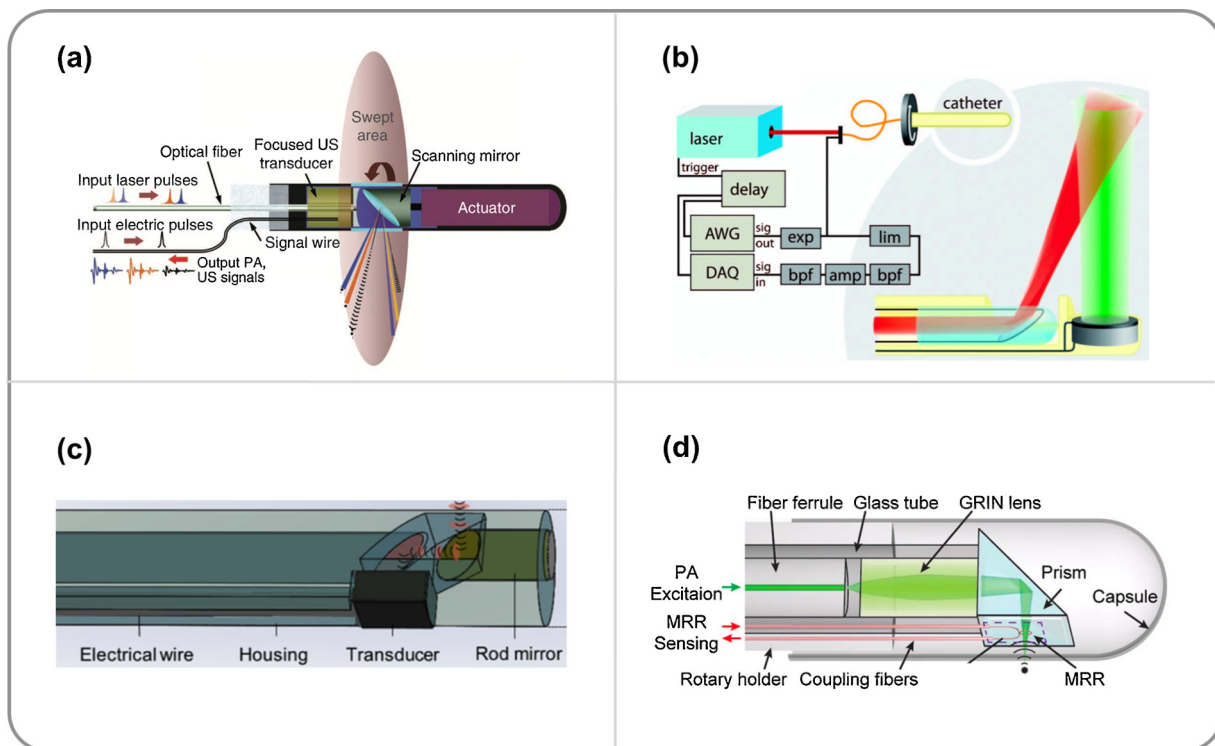 (a)
Swept
area
Focused US
transducer
Optical fiber
Scanning mirror
Input laser pulses
Actuator
Input electric pulses
Signal wire
Output PA,
US signals
(b)
catheter
laser
trigger
delay
AWG
sig
out
exp
lim
DAQ
sig
in
bpf
amp
bpf
(c)
Electrical wire
Housing
Transducer
Rod mirror
(d)
Fiber ferrule
Glass tube
GRIN lens
PA
Excitaion
Prism
Capsule
MRR
Sensing
Rotary holder
Coupling fibers
MRR